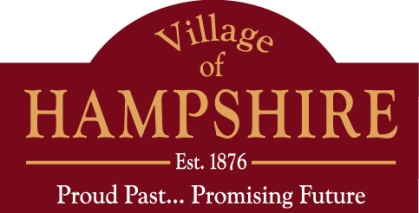 Village
of
HAMPSHIRE
Est. 1876
Proud Past... Promising Future